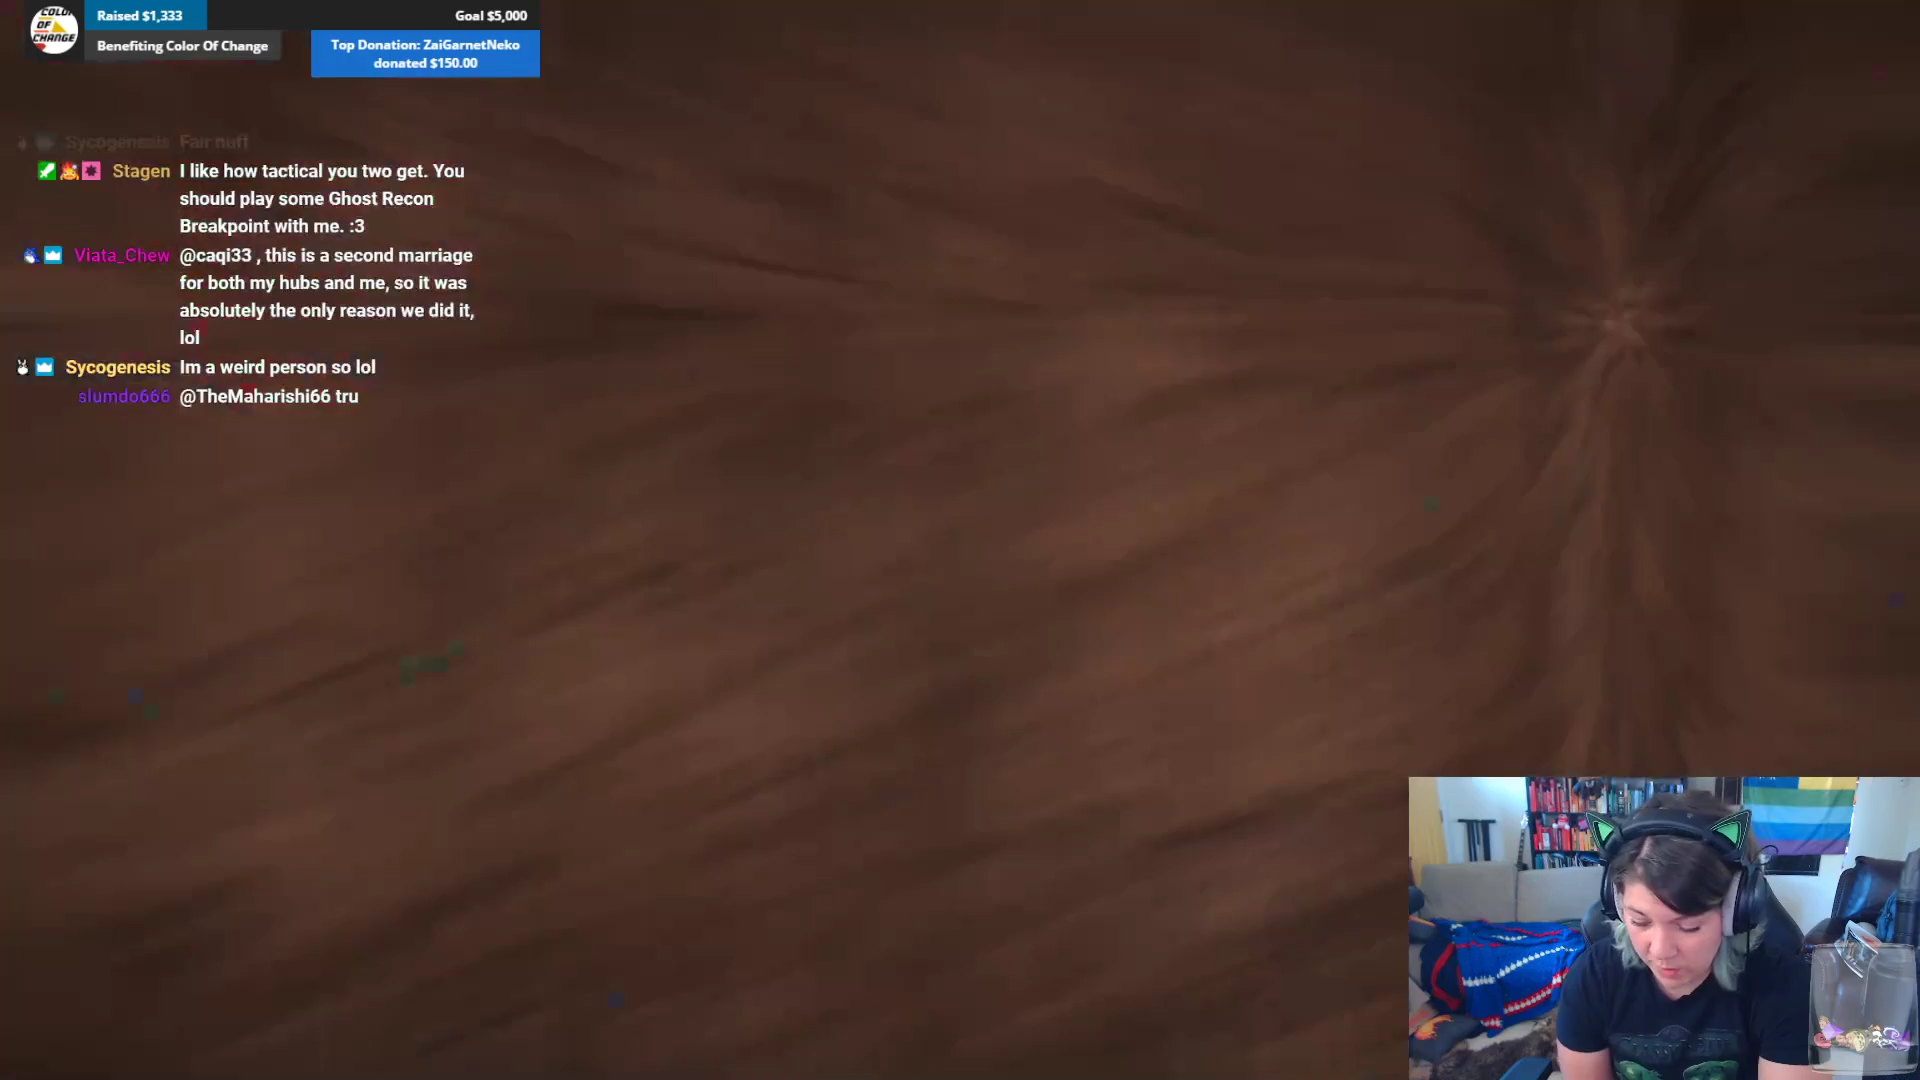 COLOR
OF
CHANGE
Raised $1,333
Goal $5,000
Benefiting Color Of Change
Top Donation: ZaiGarnetNeko
donated $150.00
Sycogenesis Fair nuff
Stagen I like how tactical you two get. You
should play some Ghost Recon
Breakpoint with me. :3
Viata_Chew @caqi33 , this is a second marriage
for both my hubs and me, so it was
absolutely the only reason we did it,
lol
Sycogenesis Im a weird person so lol
slumdo666 @TheMaharishi66 tru